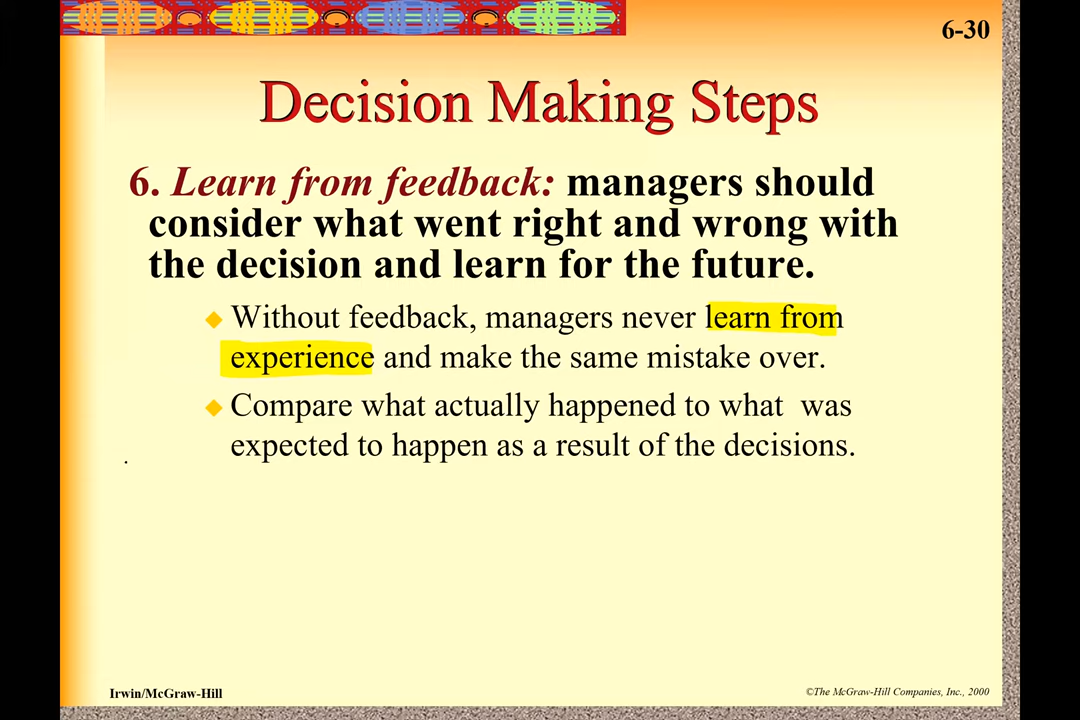 6-30
Decision Making Steps
6. Learn from feedback: managers should
consider what went right and wrong with
the decision and learn for the future.
Without feedback, managers never learn from
experience and make the same mistake over.
Compare what actually happened to what  was
expected to happen as a result of the decisions.
.
Irwin/McGraw-Hill
©The McGraw-Hill Companies, Inc., 2000